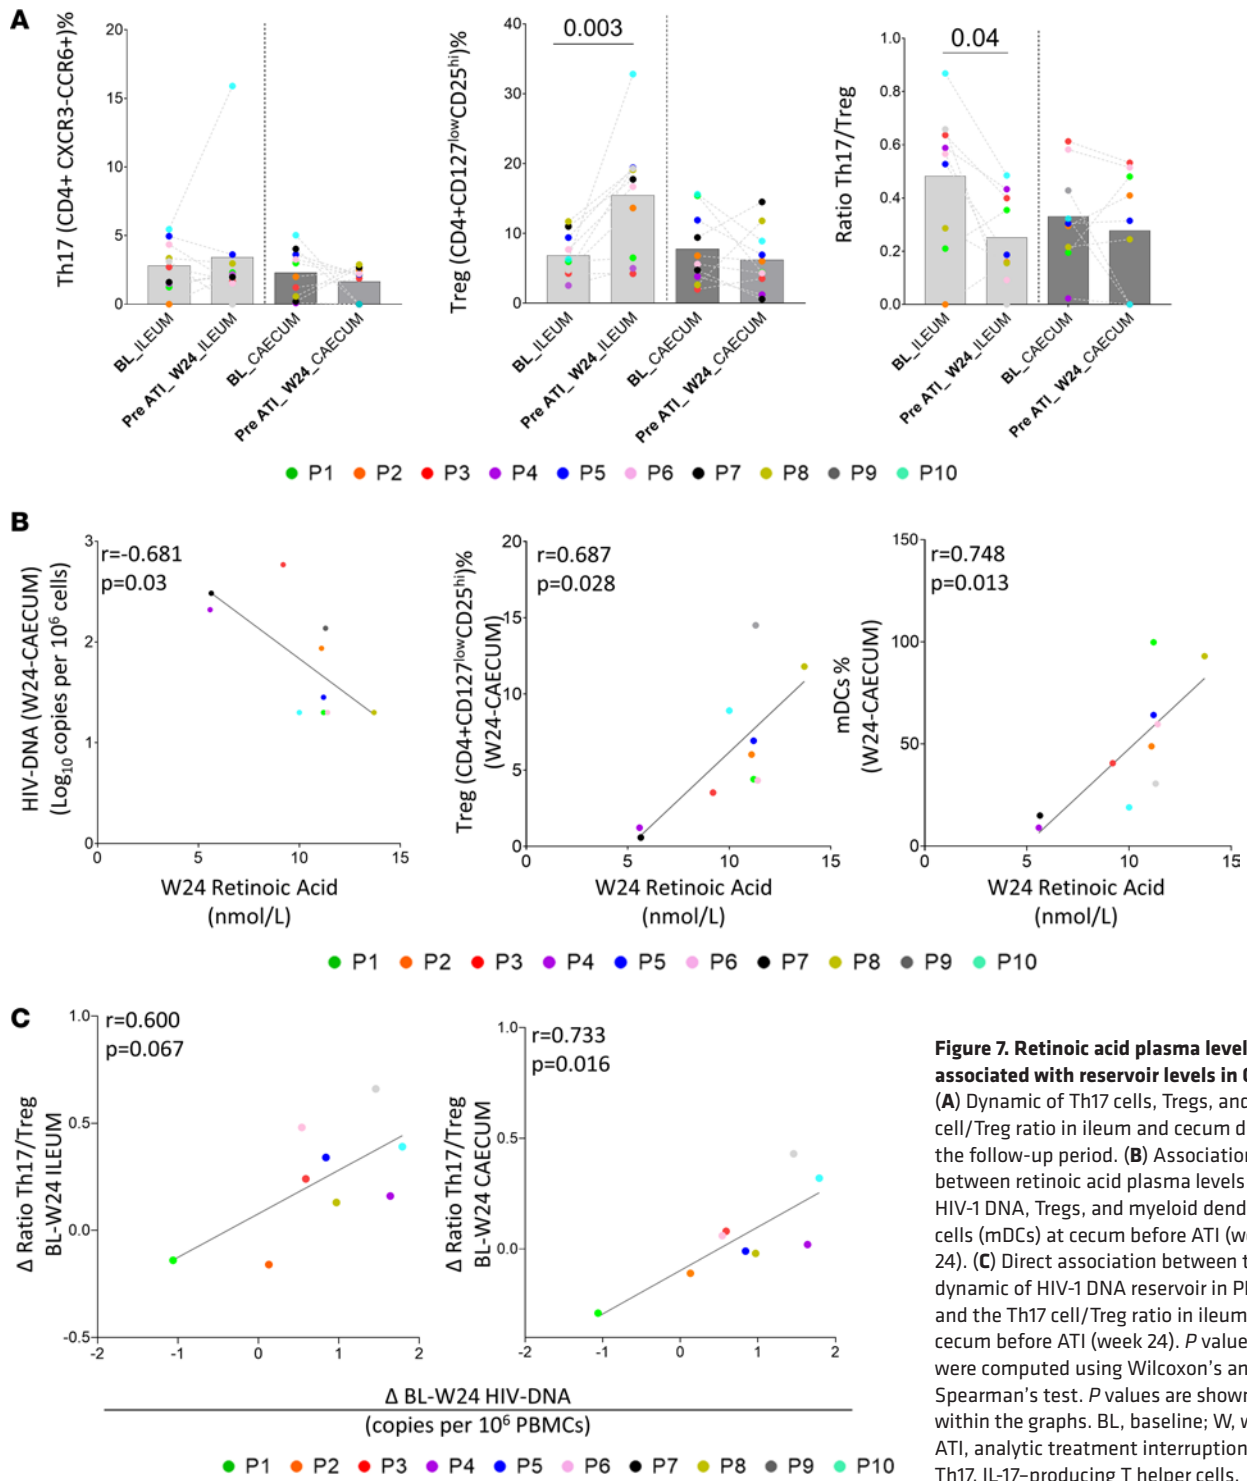 A
Th17 (CD4+ CXCR3-CCR6+)%
20
15
10
5
0
BL_ILEUM
Pre ATI_W24_ILEUM
BL_CAECUM
Pre ATI_W24_CAECUM
Treg (CD4+CD127lowCD25hi)%
40
30
20
10
0
0.003
BL_ILEUM
Pre ATI_W24_ILEUM
BL_CAECUM
Pre ATI_W24_CAECUM
Ratio Th17/Treg
1.0
0.8
0.6
0.4
0.2
0.0
0.04
BL_ILEUM
Pre ATI_W24_ILEUM
BL_CAECUM
Pre ATI_W24_CAECUM
P1 P2 P3 P4 P5 P6 P7 P8 P9 P10
B
HIV-DNA (W24-CAECUM)
(Log10 copies per 10^6 cells)
3
2
1
0
r=-0.681
p=0.03
0 5 10 15
W24 Retinoic Acid
(nmol/L)
Treg (CD4+CD127lowCD25hi)%
(W24-CAECUM)
20
15
10
5
0
r=0.687
p=0.028
0 5 10 15
W24 Retinoic Acid
(nmol/L)
mDCs %
(W24-CAECUM)
150
100
50
0
r=0.748
p=0.013
0 5 10 15
W24 Retinoic Acid
(nmol/L)
P1 P2 P3 P4 P5 P6 P7 P8 P9 P10
C
Δ Ratio Th17/Treg
BL-W24 ILEUM
1.0
0.5
0.0
-0.5
r=0.600
p=0.067
-2 -1 0 1 2
Δ Ratio Th17/Treg
BL-W24 CAECUM
1.0
0.5
0.0
r=0.733
p=0.016
-2 -1 0 1 2
Δ BL-W24 HIV-DNA
(copies per 10^6 PBMCs)
P1 P2 P3 P4 P5 P6 P7 P8 P9 P10
Figure 7. Retinoic acid plasma level
associated with reservoir levels in
(A) Dynamic of Th17 cells, Tregs, and
cell/Treg ratio in ileum and cecum d
the follow-up period. (B) Association
between retinoic acid plasma levels
HIV-1 DNA, Tregs, and myeloid dend
cells (mDCs) at cecum before ATI (w
24). (C) Direct association between t
dynamic of HIV-1 DNA reservoir in P
and the Th17 cell/Treg ratio in ileum
cecum before ATI (week 24). P value
were computed using Wilcoxon's an
Spearman's test. P values are shown
within the graphs. BL, baseline; W, w
ATI, analytic treatment interruption
Th17, IL-17–producing T helper cells.